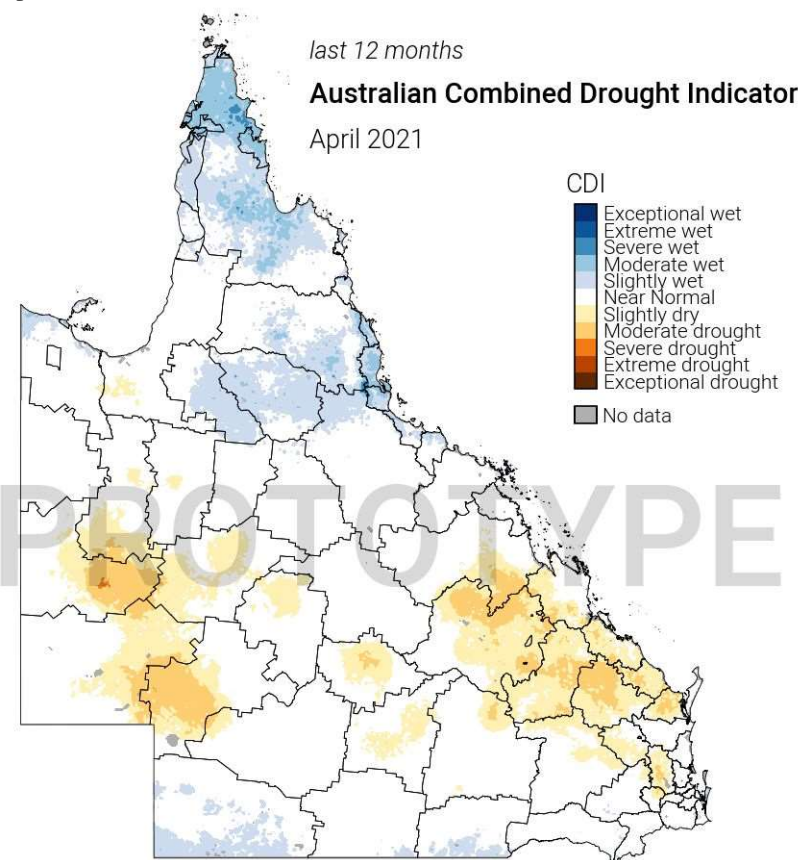 last 12 months
Australian Combined Drought Indicator
April 2021
CDI
Exceptional wet
Extreme wet
Severe wet
Moderate wet
Slightly wet
Near Normal
Slightly dry
Moderate drought
Severe drought
Extreme drought
Exceptional drought
No data
PROTOTYPE